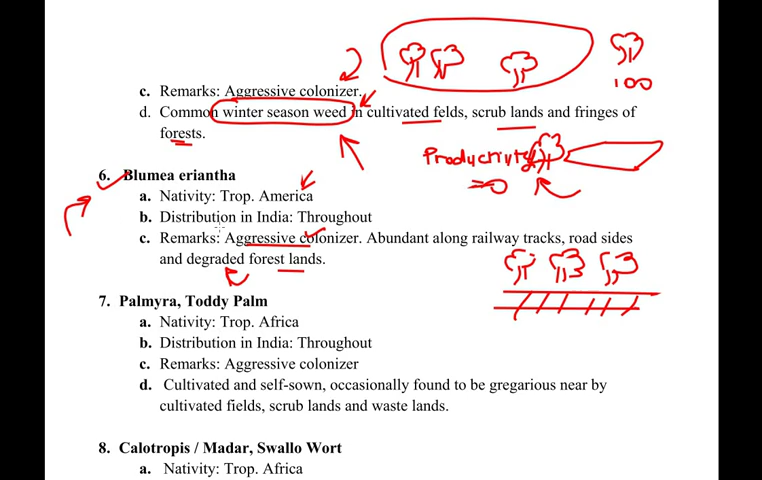 c. Remarks: Aggressive colonizer.
100
d. Common winter season weed in cultivated felds, scrub lands and fringes of
forests.
Productivity
6. Blumea eriantha
a. Nativity: Trop. America
b. Distribution in India: Throughout
c. Remarks: Aggressive colonizer. Abundant along railway tracks, road sides
and degraded forest lands.
7. Palmyra, Toddy Palm
a. Nativity: Trop. Africa
b. Distribution in India: Throughout
c. Remarks: Aggressive colonizer
d. Cultivated and self-sown, occasionally found to be gregarious near by
cultivated fields, scrub lands and waste lands.
8. Calotropis / Madar, Swallo Wort
a. Nativity: Trop. Africa